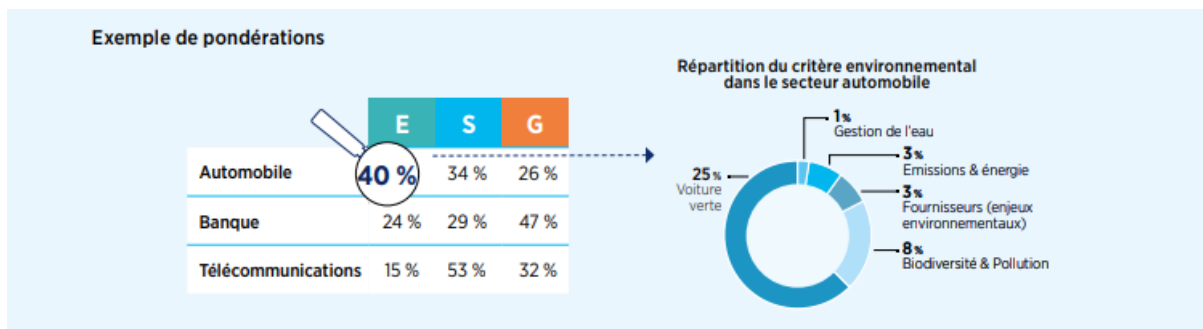 Exemple de pondérations
E S G
Automobile 40 % 34 % 26 %
Banque 24 % 29 % 47 %
Télécommunications 15 % 53 % 32 %
Répartition du critère environnemental
dans le secteur automobile
1%
Gestion de l'eau
3%
Emissions & énergie
3%
Fournisseurs (enjeux
environnementaux)
8%
Biodiversité & Pollution
25%
Voiture
verte